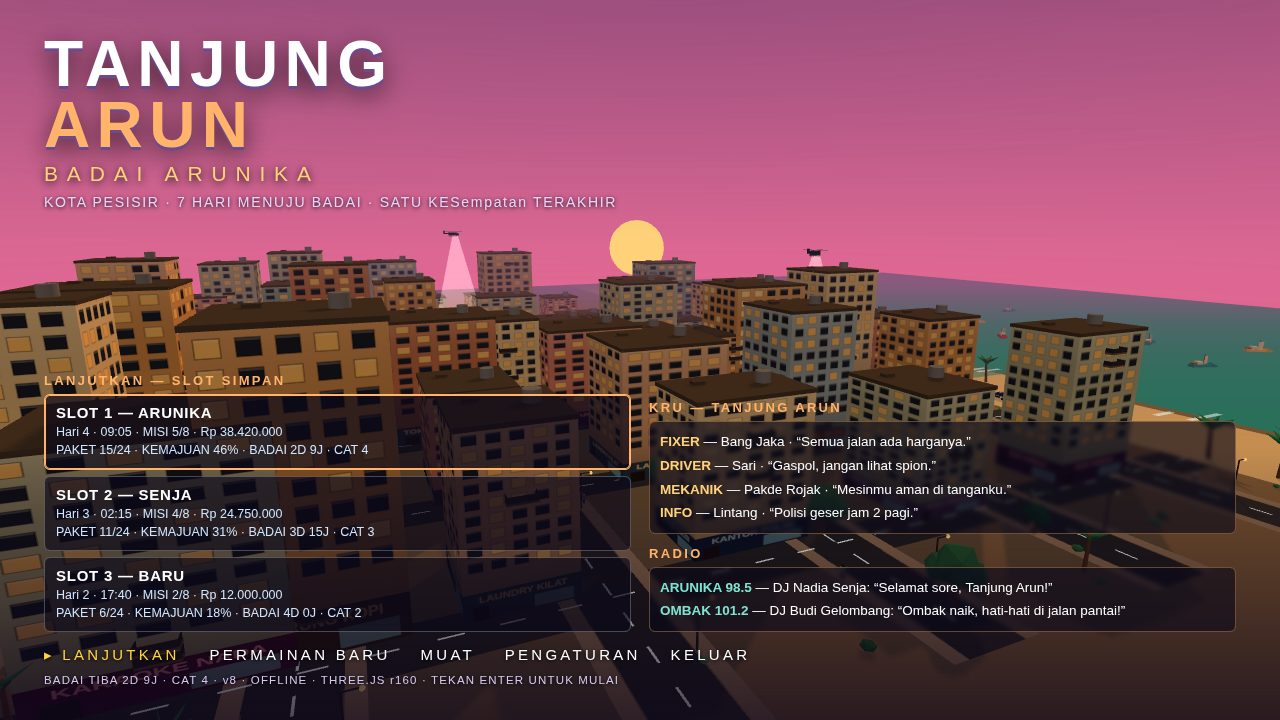 TANJUNG
ARUN
BADAI ARUNIKA
KOTA PESISIR · 7 HARI MENUJU BADAI · SATU KESempatan TERAKHIR
LANJUTKAN — SLOT SIMPAN
SLOT 1 — ARUNIKA
Hari 4 · 09:05 · MISI 5/8 · Rp 38.420.000
PAKET 15/24 · KEMAJUAN 46% · BADAI 2D 9J · CAT 4
SLOT 2 — SENJA
Hari 3 · 02:15 · MISI 4/8 · Rp 24.750.000
PAKET 11/24 · KEMAJUAN 31% · BADAI 3D 15J · CAT 3
SLOT 3 — BARU
Hari 2 · 17:40 · MISI 2/8 · Rp 12.000.000
PAKET 6/24 · KEMAJUAN 18% · BADAI 4D 0J · CAT 2
KRU — TANJUNG ARUN
FIXER — Bang Jaka · “Semua jalan ada harganya.”
DRIVER — Sari · “Gaspol, jangan lihat spion.”
MEKANIK — Pakde Rojak · “Mesinmu aman di tanganku.”
INFO — Lintang · “Polisi geser jam 2 pagi.”
RADIO
ARUNIKA 98.5 — DJ Nadia Senja: “Selamat sore, Tanjung Arun!”
OMBAK 101.2 — DJ Budi Gelombang: “Ombak naik, hati-hati di jalan pantai!”
LAUNDRY KILAT
▸ LANJUTKAN PERMAINAN BARU MUAT PENGATURAN KELUAR
BADAI TIBA 2D 9J · CAT 4 · v8 · OFFLINE · THREE.JS r160 · TEKAN ENTER UNTUK MULAI